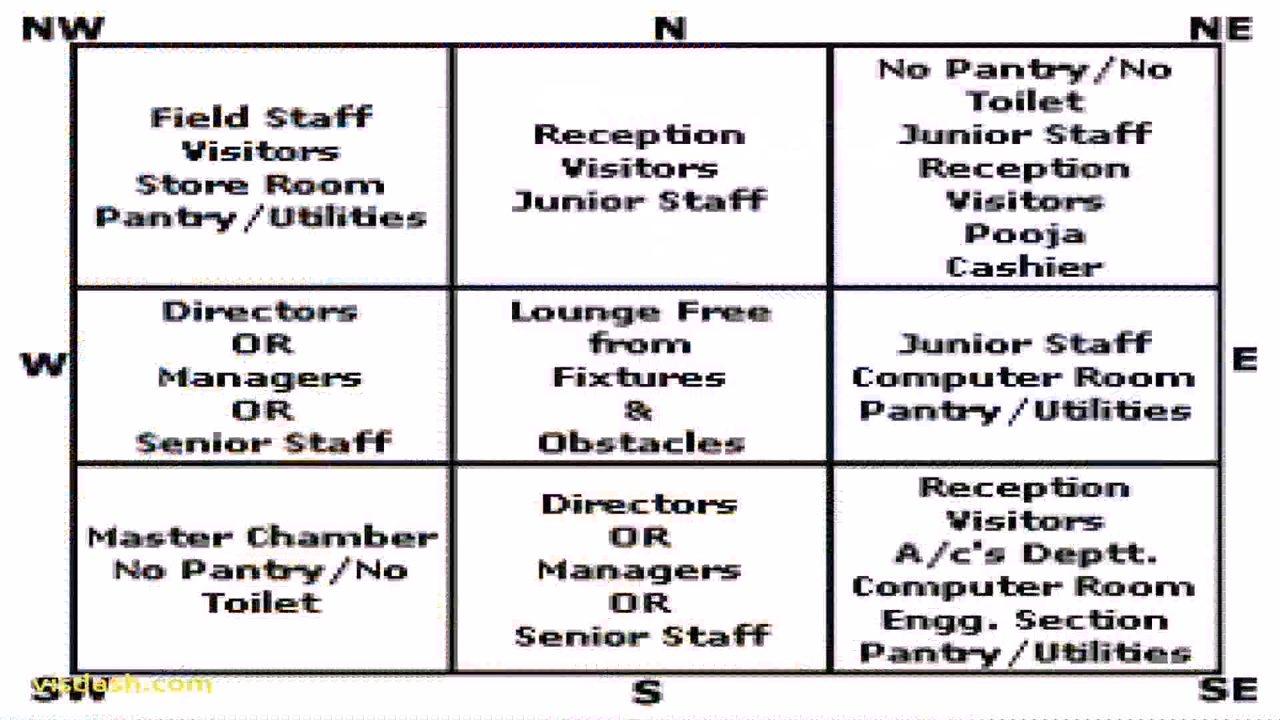 NW N NE
Field Staff
Visitors
Store Room
Pantry/Utilities
Reception
Visitors
Junior Staff
No Pantry/No
Toilet
Junior Staff
Reception
Visitors
Pooja
Cashier
W
Directors
OR
Managers
OR
Senior Staff
Lounge Free
from
Fixtures
&
Obstacles
Junior Staff
Computer Room
Pantry/Utilities
E
Master Chamber
No Pantry/No
Toilet
Directors
OR
Managers
OR
Senior Staff
Reception
Visitors
A/c's Deptt.
Computer Room
Engg. Section
Pantry/Utilities
SW S SE
visdash.com